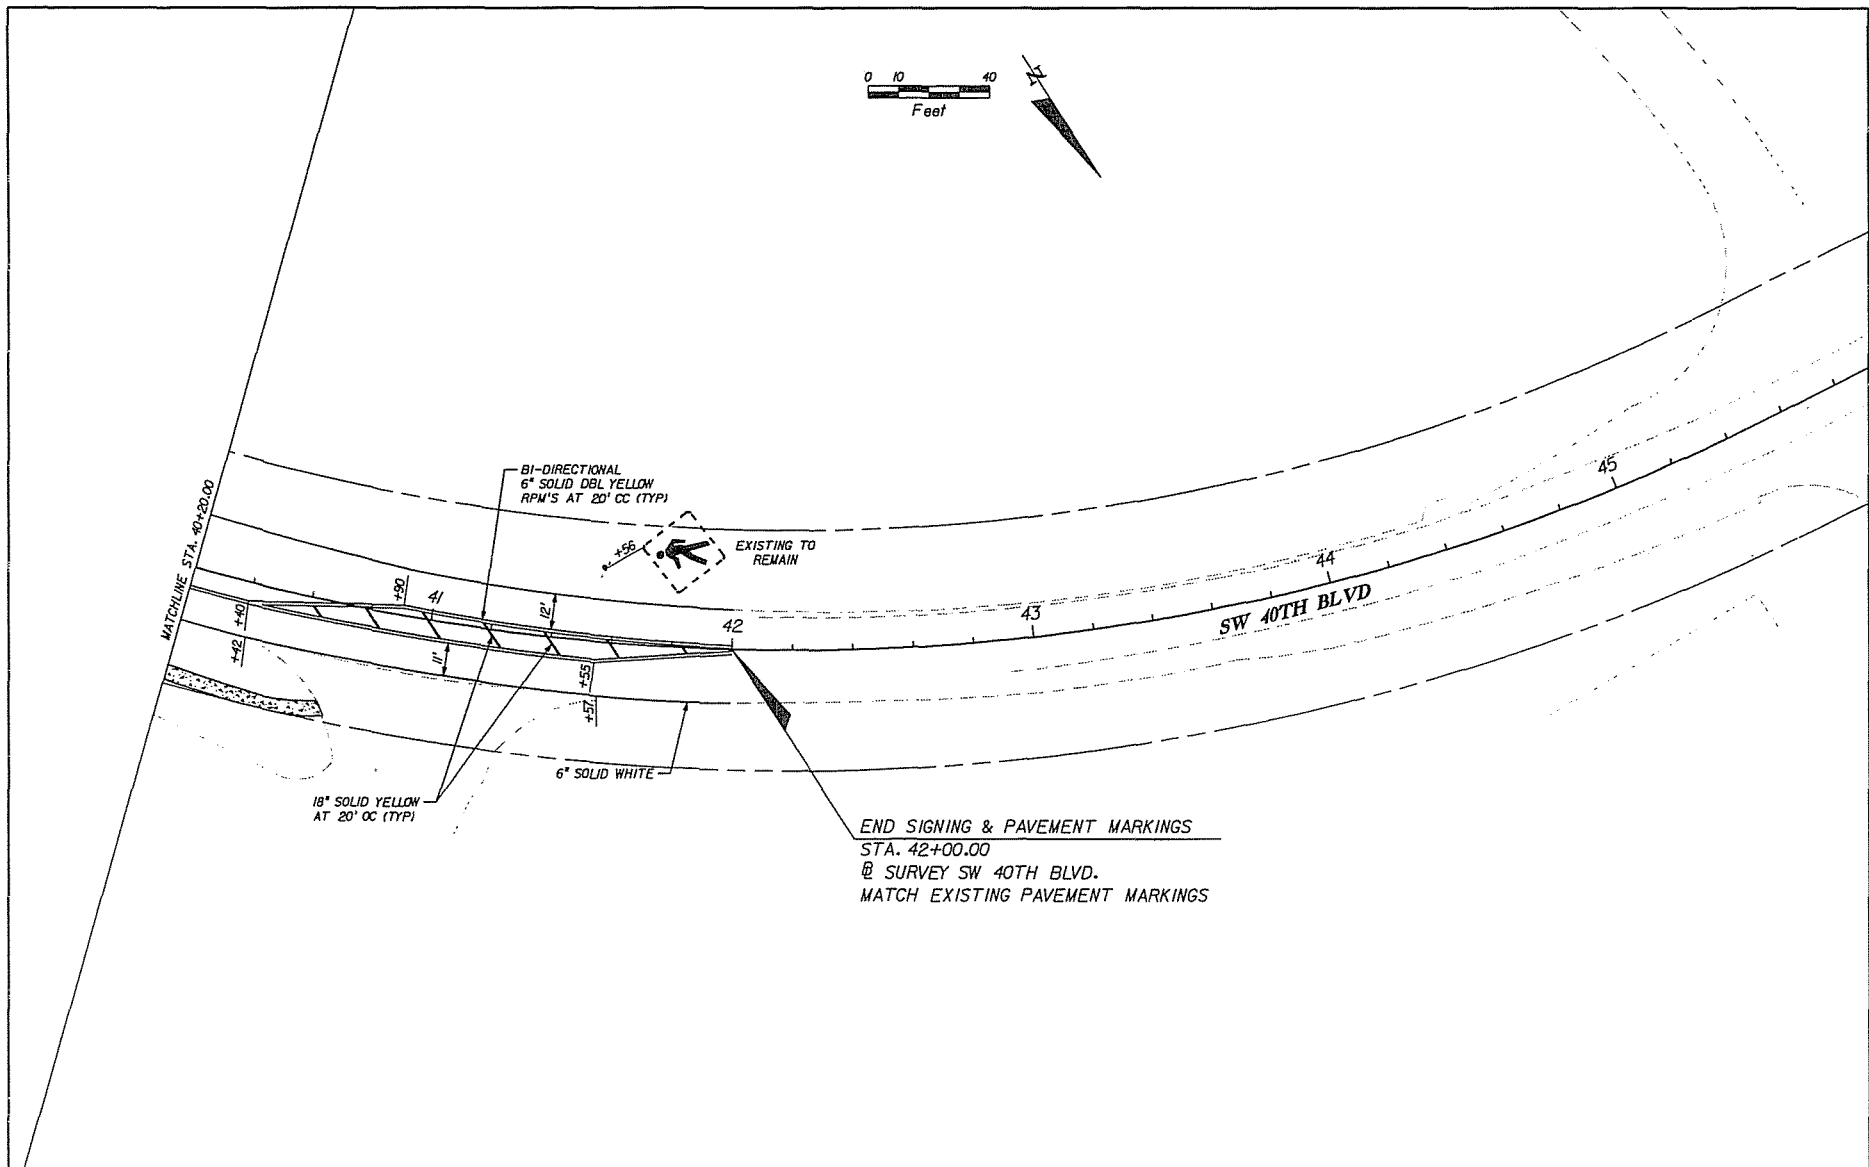 0 10 40
Feet
N
MATCHLINE STA. 40+20.00
BI-DIRECTIONAL
6" SOLID DBL YELLOW
RPM'S AT 20' CC (TYP)
+56
EXISTING TO
REMAIN
+40
+42
+90
41
12'
11'
+55
+57
42
43
44
45
SW 40TH BLVD
6" SOLID WHITE
18" SOLID YELLOW
AT 20' OC (TYP)
END SIGNING & PAVEMENT MARKINGS
STA. 42+00.00
SURVEY SW 40TH BLVD.
MATCH EXISTING PAVEMENT MARKINGS